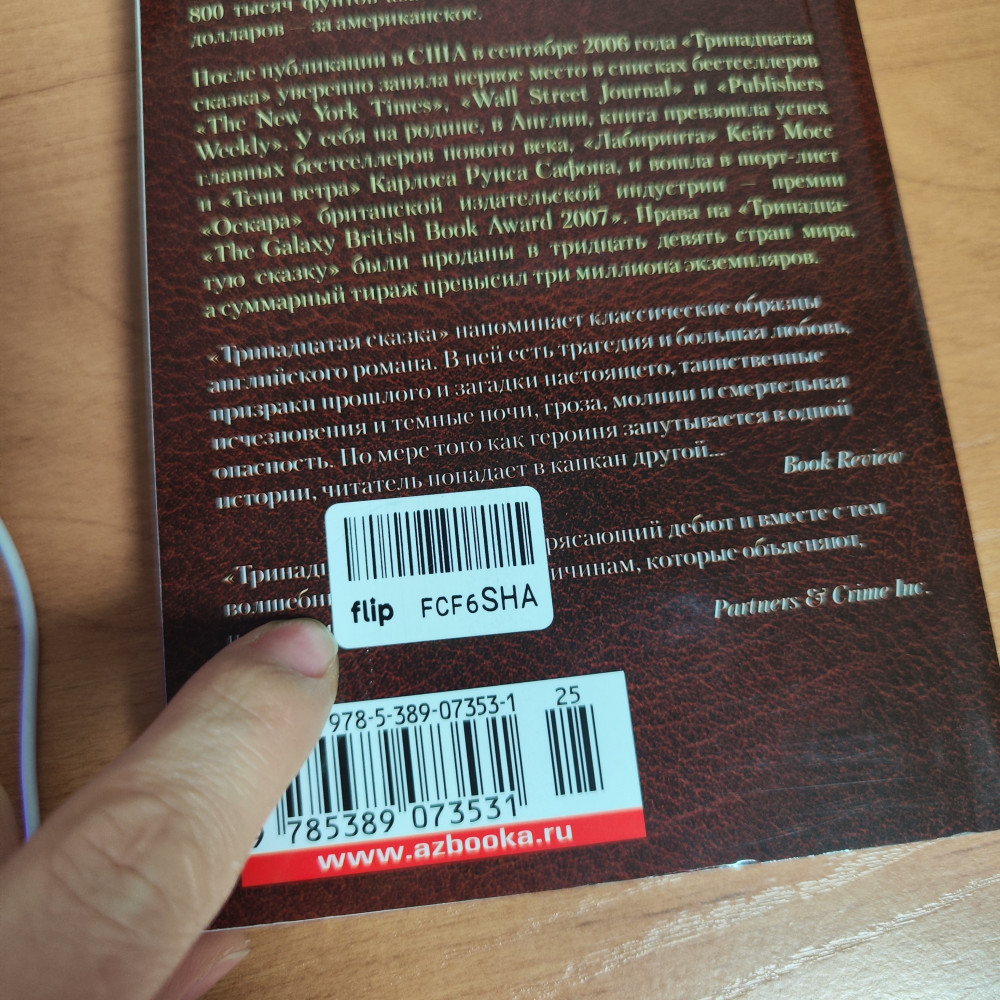 800 тысяч фунтов
долларов — за американское.
После публикации в США в сентябре 2006 года «Тринадцатая
сказка» уверенно заняла первое место в списках бестселлеров
«The New York Times», «Wall Street Journal» и «Publishers
Weekly». У себя на родине, в Англии, книга превзошла успех
главных бестселлеров нового века, «Лабиринта» Кейт Мосс
и «Тени ветра» Карлоса Руиса Сафона, и вошла в шорт-лист
«Оскара» британской издательской индустрии — премии
«The Galaxy British Book Award 2007». Права на «Тринадца-
тую сказку» были проданы в тридцать девять стран мира,
а суммарный тираж превысил три миллиона экземпляров.
«Тринадцатая сказка» напоминает классические образцы
английского романа. В ней есть трагедия и большая любовь,
призраки прошлого и загадки настоящего, таинственные
исчезновения и темные ночи, гроза, молнии и смертельная
опасность. По мере того как героиня запутывается в одной
истории, читатель попадает в капкан другой...
Book Review
«Тринадц рясающий дебют и вместе с тем
волшебн ичинам, которые объясняют,
Partners & Crime Inc.
flip FCF6SHA
978-5-389-07353-1 25
785389 073531
www.azbooka.ru